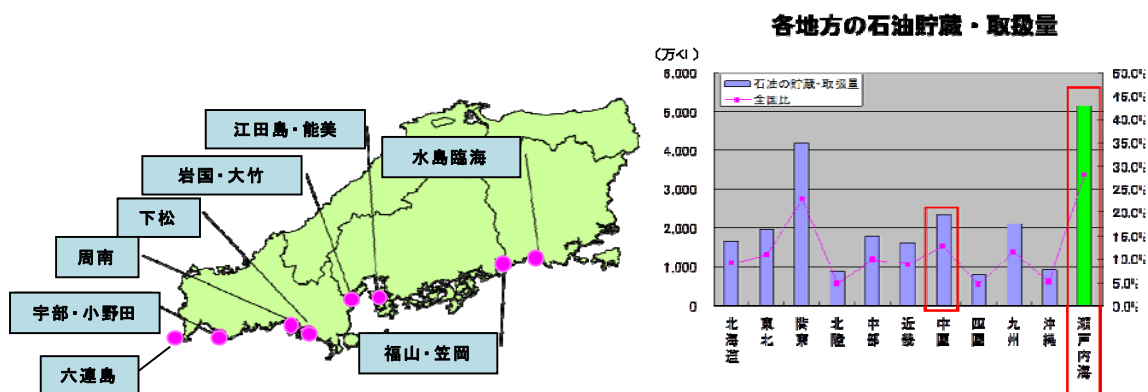 江田島・能美
水島臨海
岩国・大竹
下松
周南
宇部・小野田
六連島
福山・笠岡
各地方の石油貯蔵・取扱量
(万kl)
石油の貯蔵・取扱量
全国比
6,000
5,000
4,000
3,000
2,000
1,000
0
50.0%
45.0%
40.0%
35.0%
30.0%
25.0%
20.0%
15.0%
10.0%
5.0%
0.0%
北海道
東北
関東
北陸
中部
近畿
中国
四国
九州
沖縄
瀬戸内海